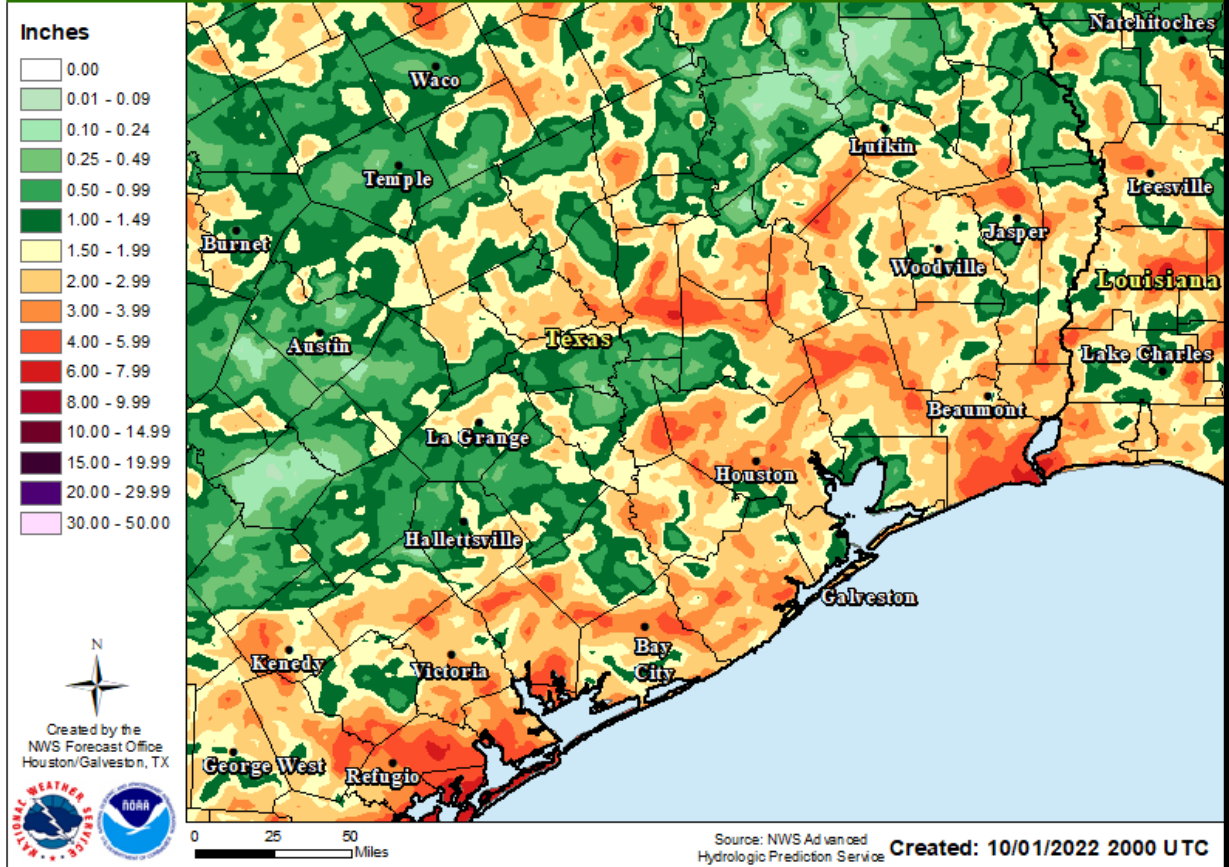 Inches
0.00
0.01 - 0.09
0.10 - 0.24
0.25 - 0.49
0.50 - 0.99
1.00 - 1.49
1.50 - 1.99
2.00 - 2.99
3.00 - 3.99
4.00 - 5.99
6.00 - 7.99
8.00 - 9.99
10.00 - 14.99
15.00 - 19.99
20.00 - 29.99
30.00 - 50.00
N
Created by the
NWS Forecast Office
Houston/Galveston, TX
NATIONAL WEATHER SERVICE
NOAA
Natchitoches
Waco
Lufkin
Temple
Leesville
Burnet
Jasper
Woodville
Louisiana
Texas
Austin
Lake Charles
Beaumont
La Grange
Houston
Hallettsville
Galveston
Bay
City
Kenedy
Victoria
George West
Refugio
0 25 50
Miles
Source: NWS Advanced
Hydrologic Prediction Service
Created: 10/01/2022 2000 UTC